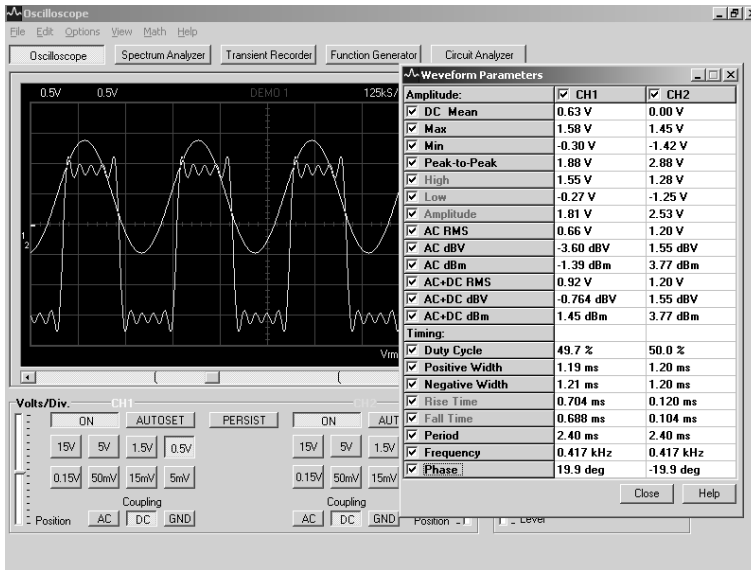 Oscilloscope
File Edit Options View Math Help
Oscilloscope Spectrum Analyzer Transient Recorder Function Generator Circuit Analyzer
0.5V 0.5V DEMO 1 125kS/
1
2
Vrm
Volts/Div. CH1 CH2
ON AUTOSET PERSIST ON AUT
15V 5V 1.5V 0.5V 15V 5V 1.5V
0.15V 50mV 15mV 5mV 0.15V 50mV 15mV
Coupling Coupling
Position AC DC GND AC DC GND Position Level
Waveform Parameters
Amplitude: CH1 CH2
DC Mean 0.63 V 0.00 V
Max 1.58 V 1.45 V
Min -0.30 V -1.42 V
Peak-to-Peak 1.88 V 2.88 V
High 1.55 V 1.28 V
Low -0.27 V -1.25 V
Amplitude 1.81 V 2.53 V
AC RMS 0.66 V 1.20 V
AC dBV -3.60 dBV 1.55 dBV
AC dBm -1.39 dBm 3.77 dBm
AC+DC RMS 0.92 V 1.20 V
AC+DC dBV -0.764 dBV 1.55 dBV
AC+DC dBm 1.45 dBm 3.77 dBm
Timing:
Duty Cycle 49.7 % 50.0 %
Positive Width 1.19 ms 1.20 ms
Negative Width 1.21 ms 1.20 ms
Rise Time 0.704 ms 0.120 ms
Fall Time 0.688 ms 0.104 ms
Period 2.40 ms 2.40 ms
Frequency 0.417 kHz 0.417 kHz
Phase 19.9 deg -19.9 deg
Close Help